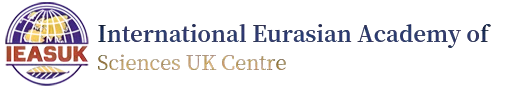 IEASUK
International Eurasian Academy of
Sciences UK Centre